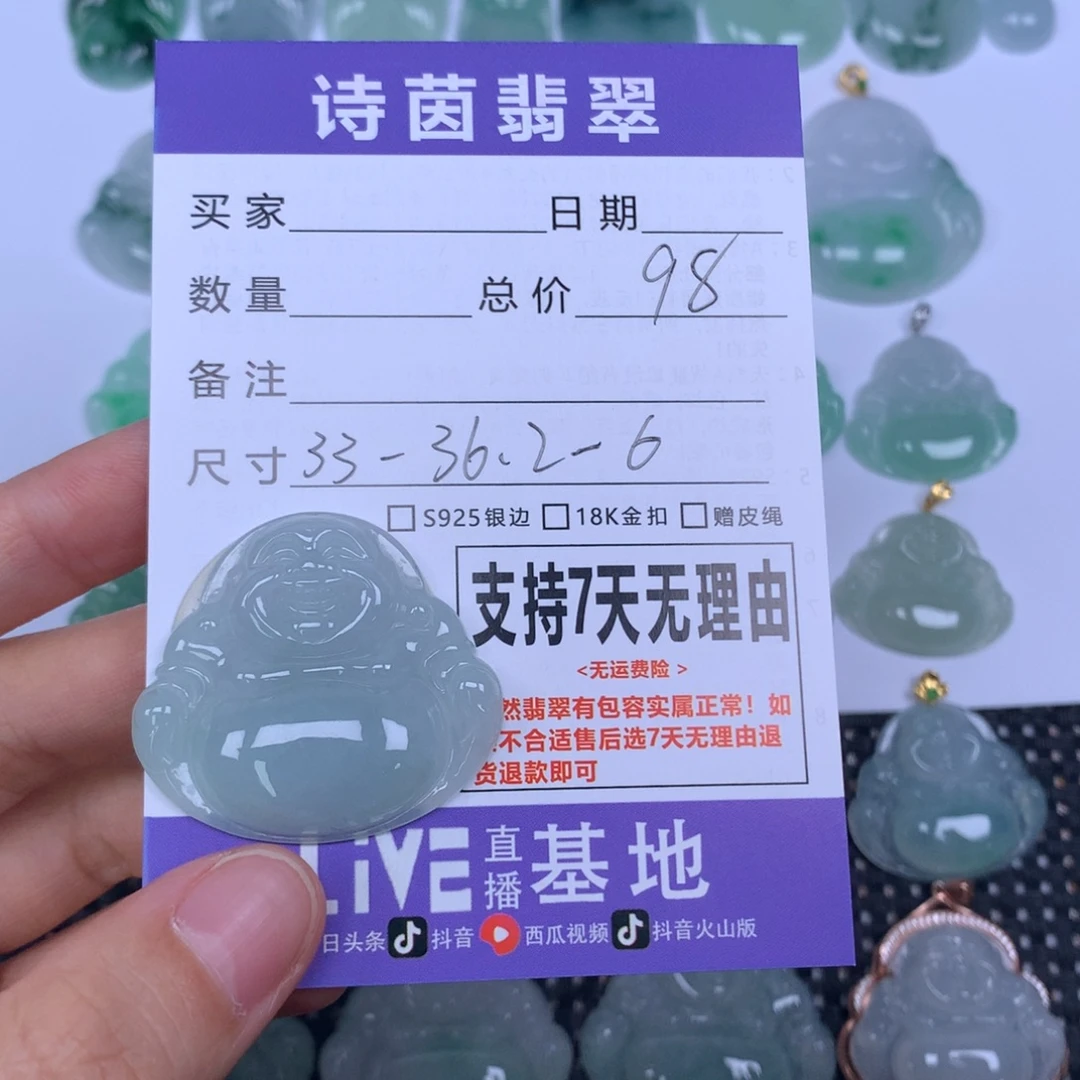 诗茵翡翠
买家 日期
数量 总价 98
备注
尺寸 33-36.2-6
S925银边 18K金扣 赠皮绳
支持7天无理由
<无运费险 >
然翡翠有包容实属正常！如
不合适售后选7天无理由退
货退款即可
LiVE 直播 基地
日头条 抖音 西瓜视频 抖音火山版